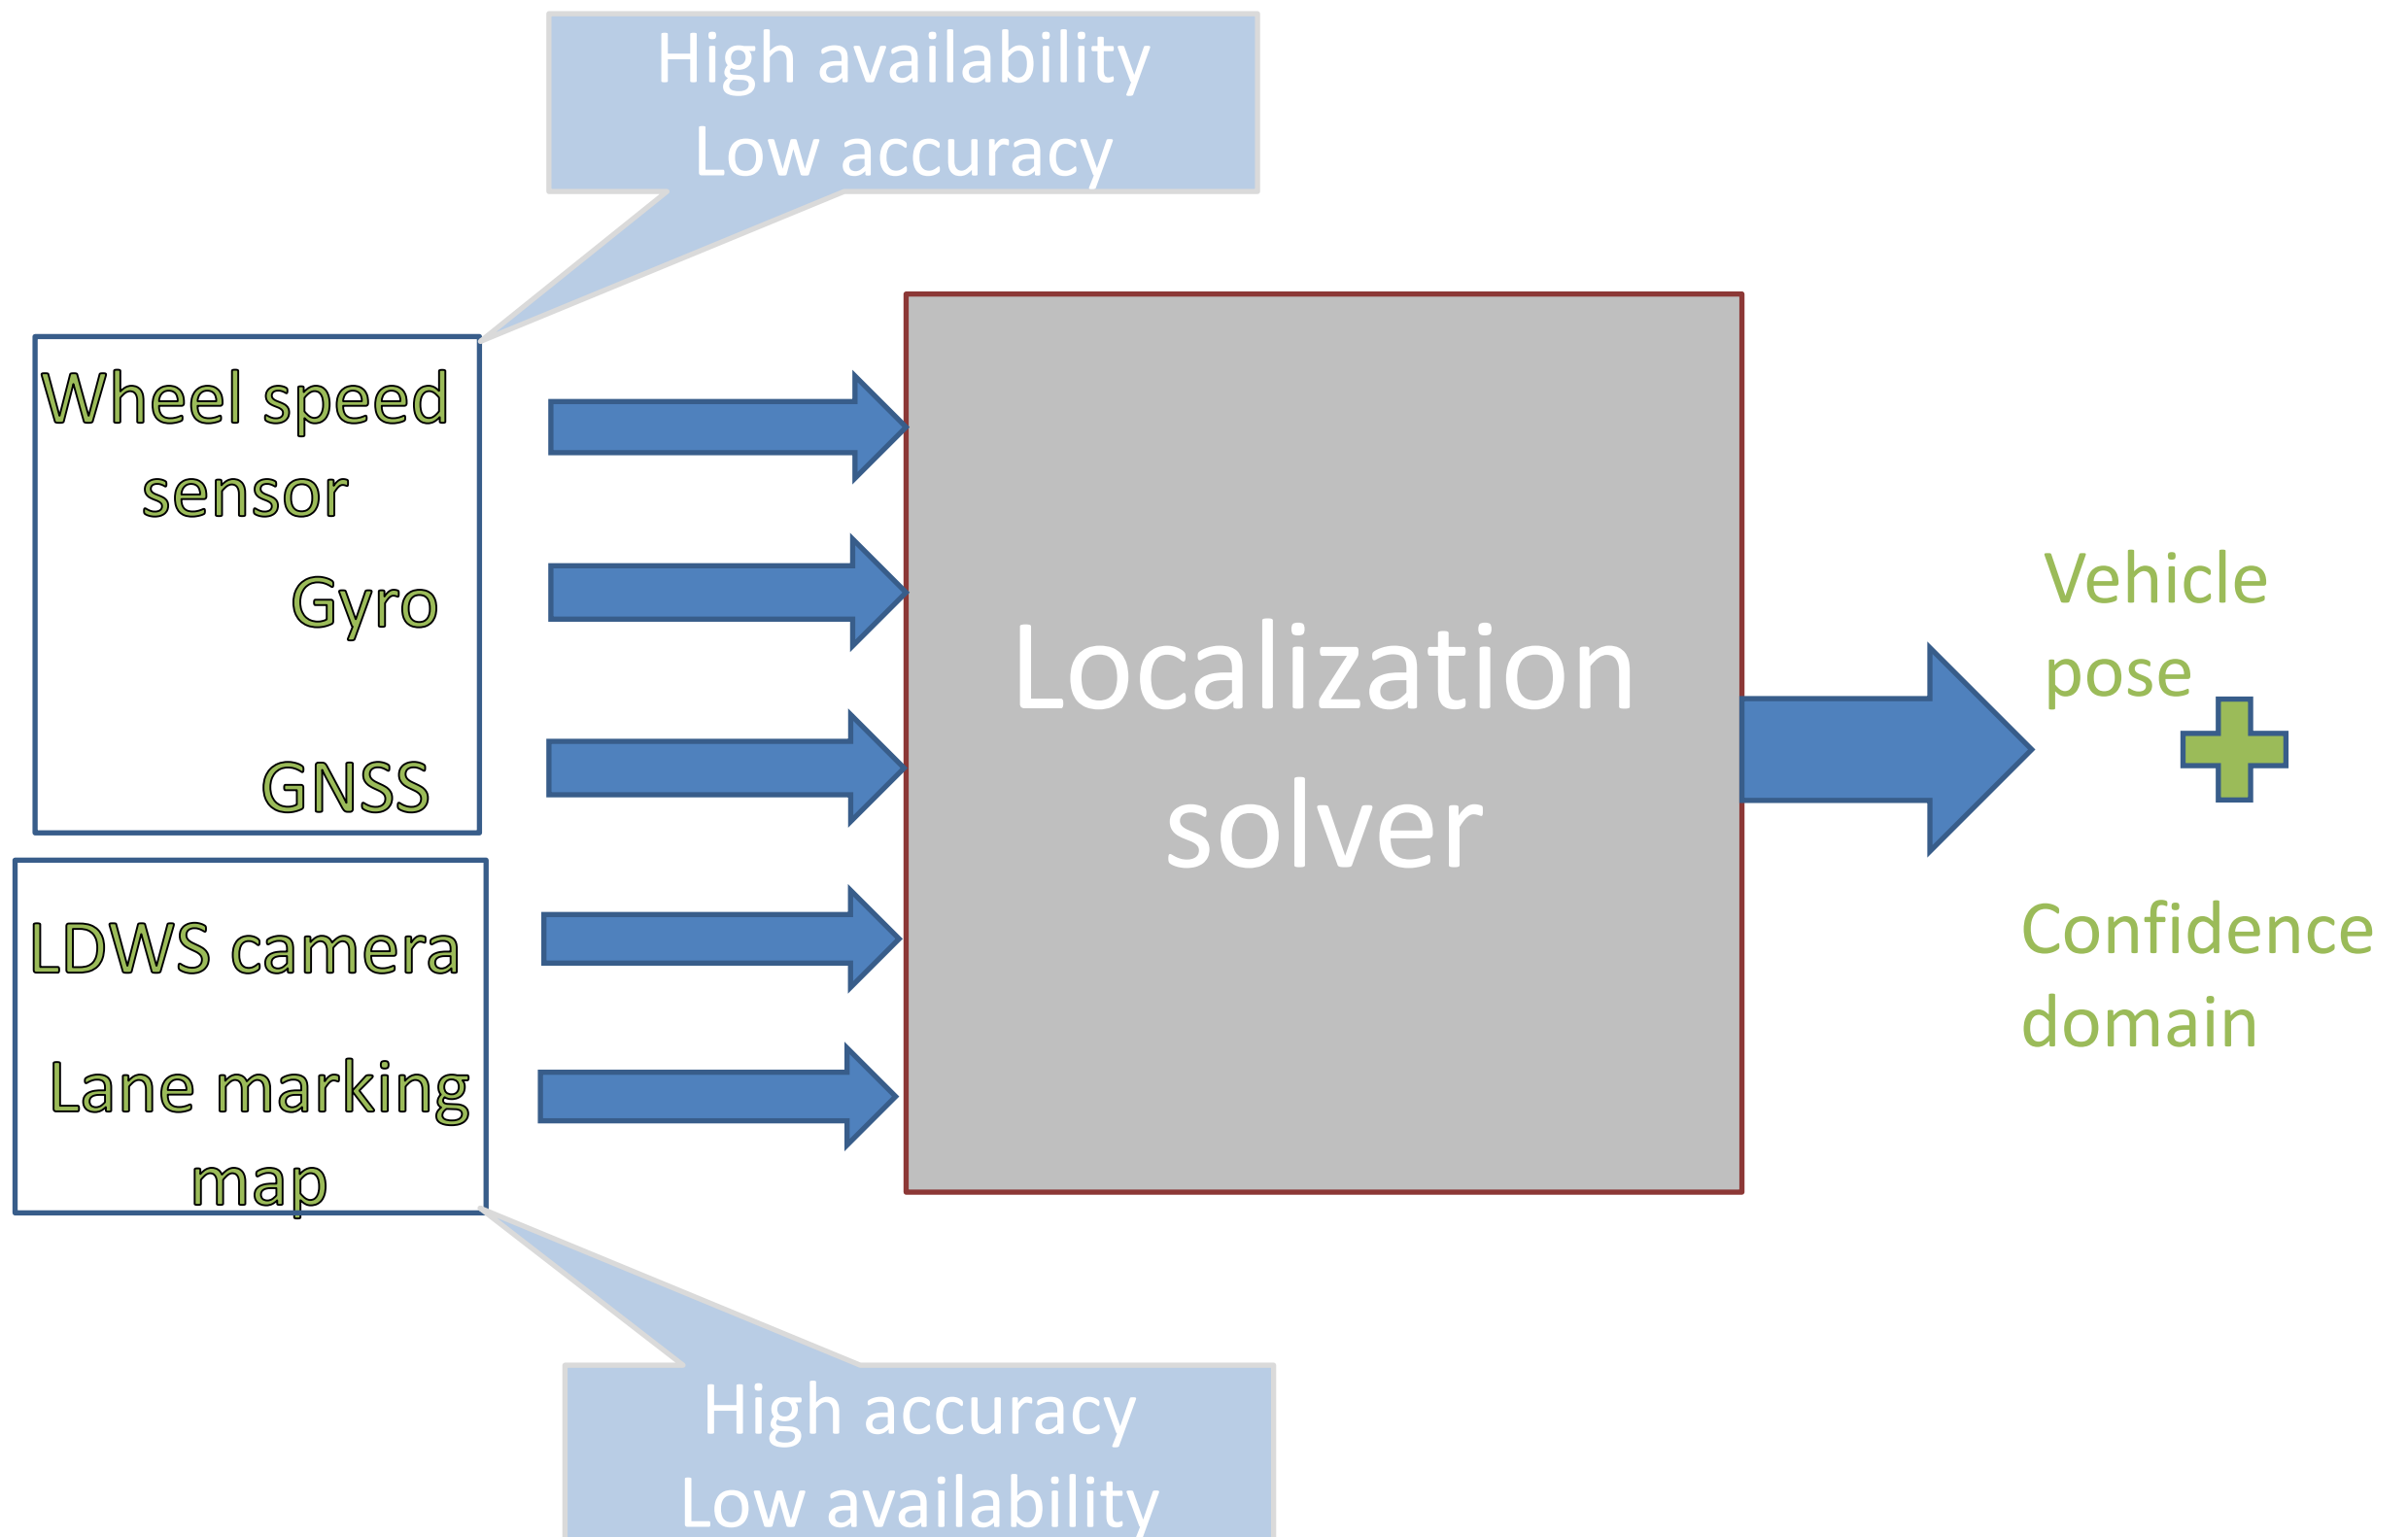 High availability
Low accuracy
Wheel speed
sensor
Gyro
GNSS
LDWS camera
Lane marking
map
Localization
solver
Vehicle
pose
Confidence
domain
High accuracy
Low availability